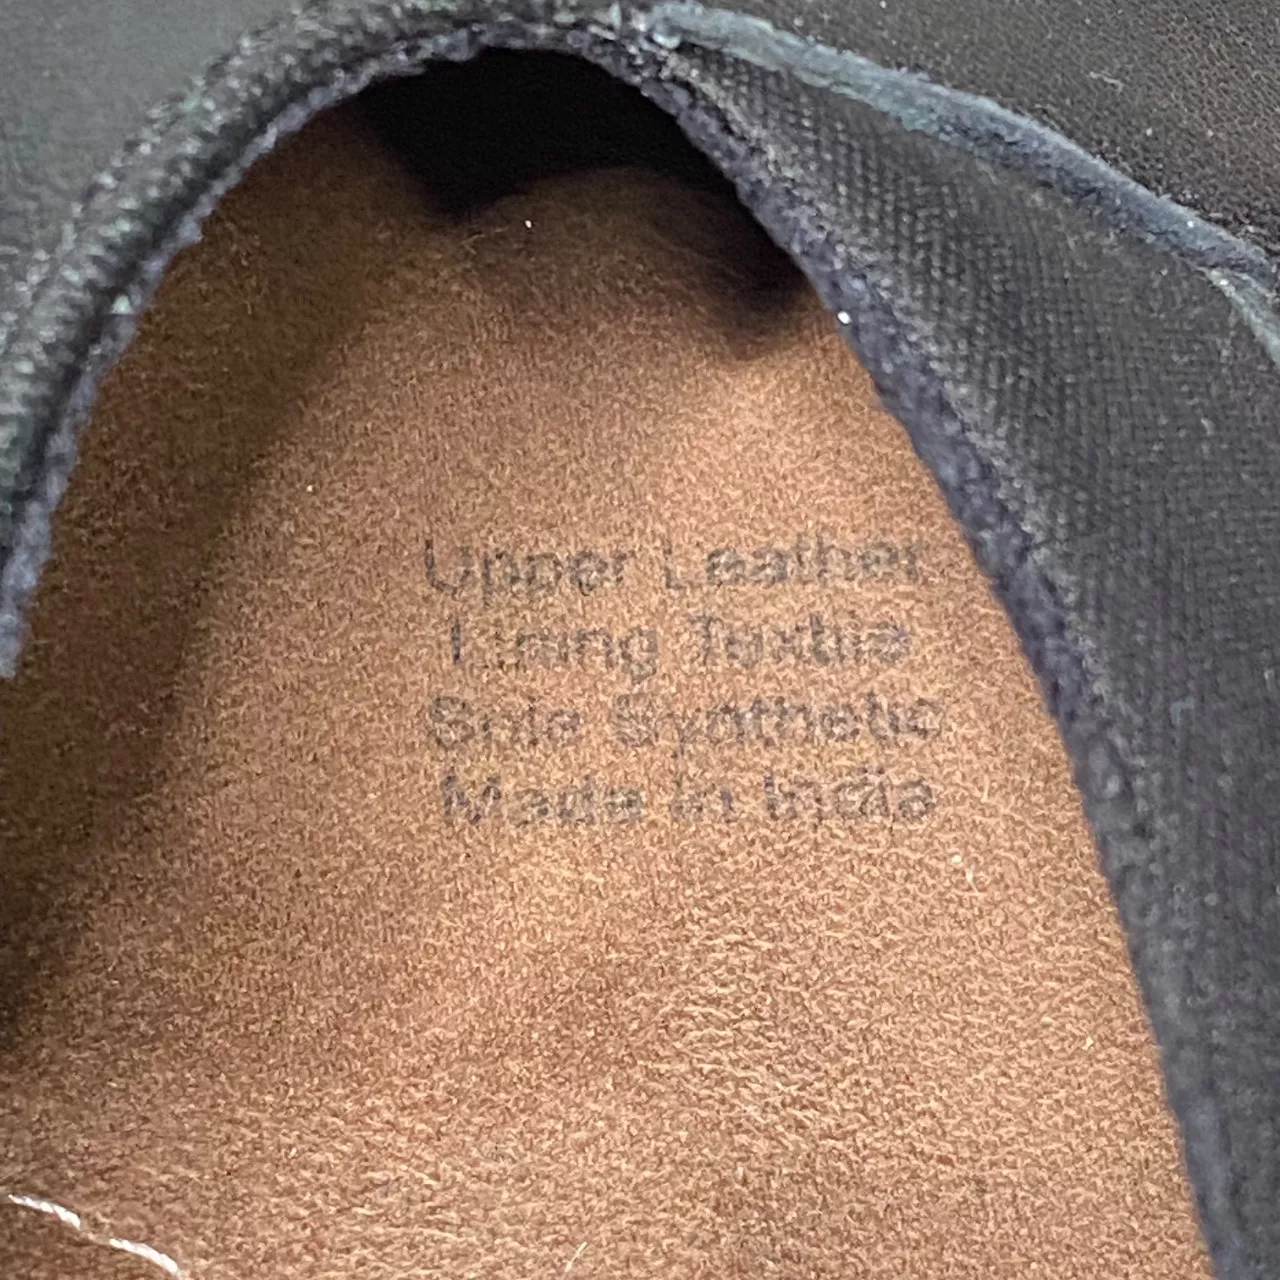 Upper Leather
Lining Textile
Sole Synthetic
Made in India